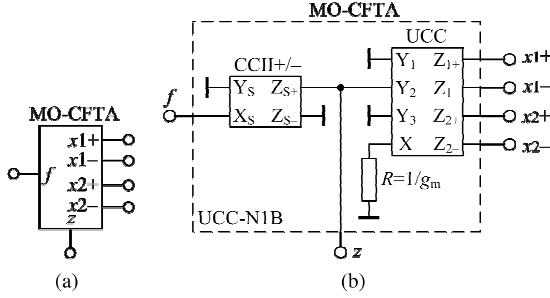 MO-CFTA
f
x1+
x1–
x2+
x2–
z
(a)
MO-CFTA
UCC
CCII+/–
f
YS ZS+
XS ZS–
Y1 Z1+
Y2 Z1
Y3 Z2+
X Z2–
x1+
x1–
x2+
x2–
R=1/gm
UCC-N1B
z
(b)